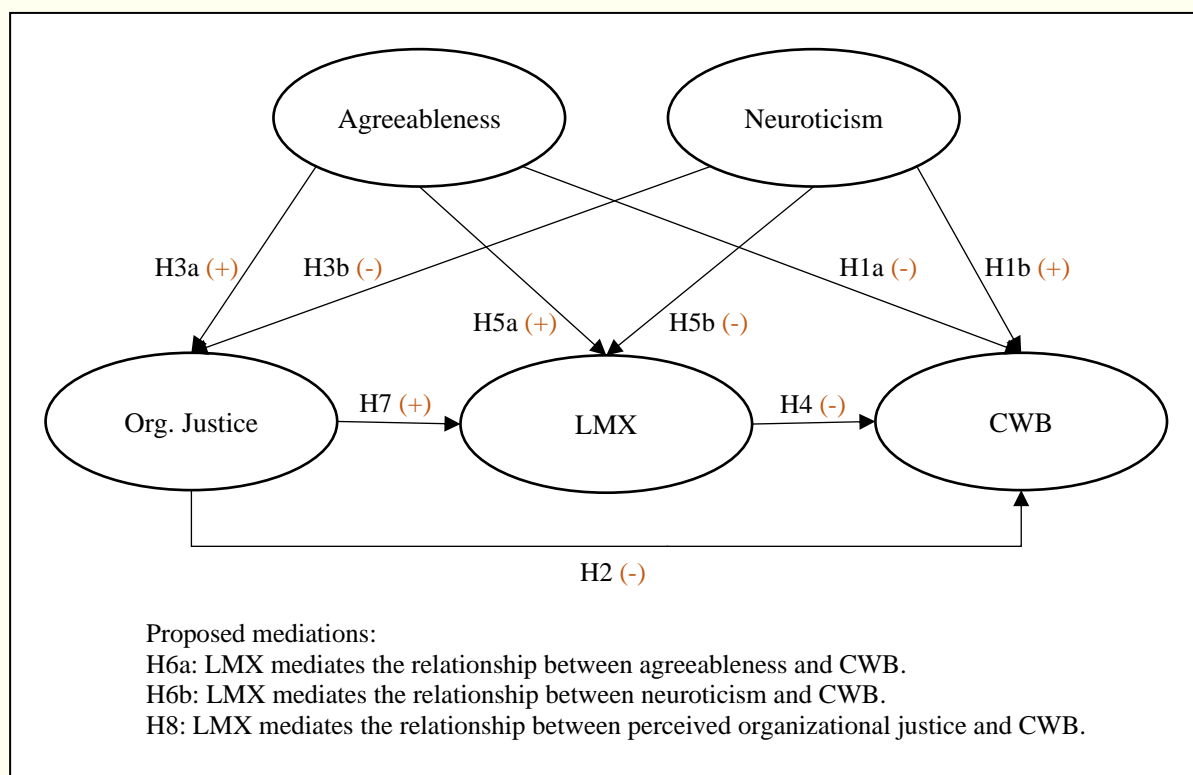 Agreeableness
Neuroticism
H3a (+)
H3b (-)
H1a (-)
H1b (+)
H5a (+)
H5b (-)
Org. Justice
H7 (+)
LMX
H4 (-)
CWB
H2 (-)
Proposed mediations:
H6a: LMX mediates the relationship between agreeableness and CWB.
H6b: LMX mediates the relationship between neuroticism and CWB.
H8: LMX mediates the relationship between perceived organizational justice and CWB.